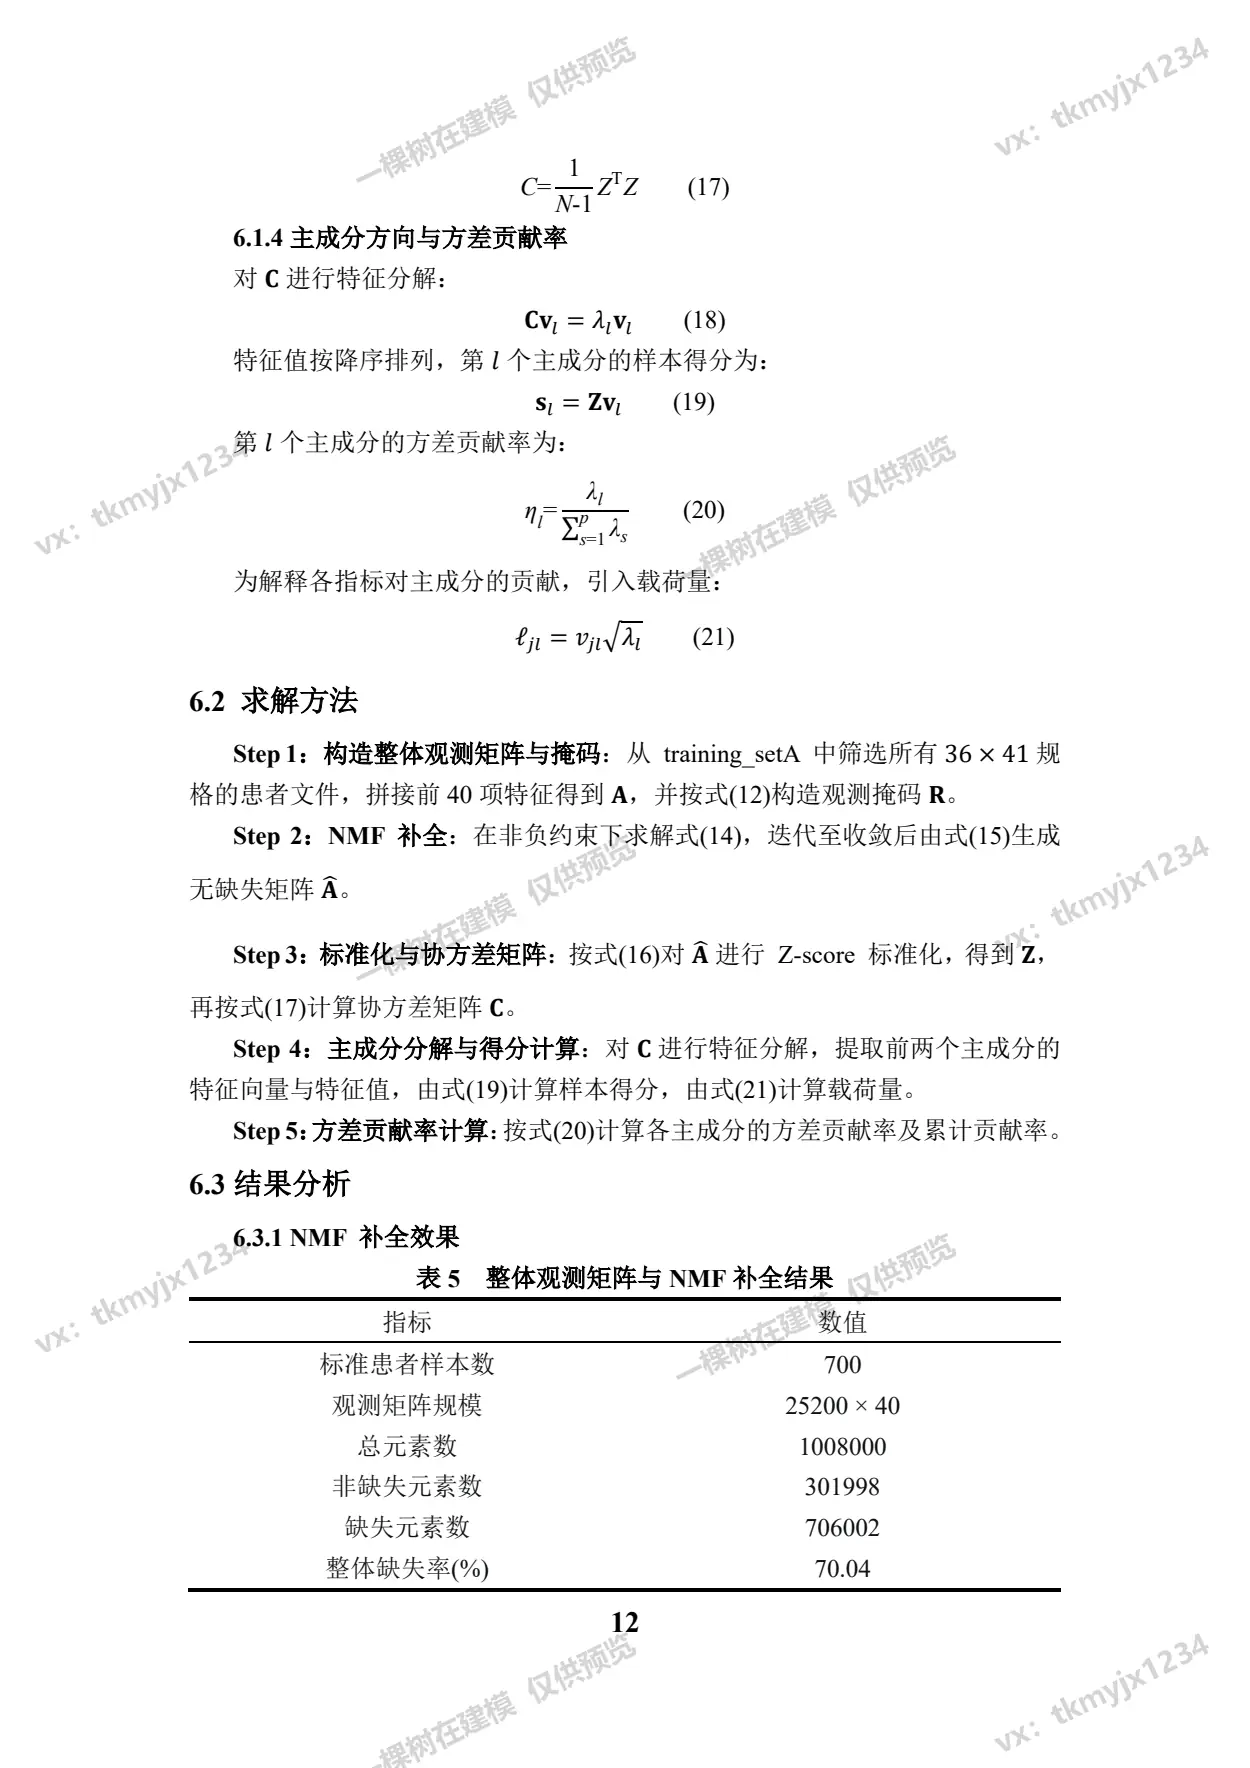 一棵树在建模 仅供预览
vx：tkmyjx1234
C=\frac{1}{N-1}Z^{T}Z (17)
6.1.4 主成分方向与方差贡献率
对 C 进行特征分解：
Cv_l = λ_l v_l (18)
特征值按降序排列，第 l 个主成分的样本得分为：
s_l = Zv_l (19)
第 l 个主成分的方差贡献率为：
vx：tkmyjx1234
一棵树在建模 仅供预览
η_l=\frac{λ_l}{∑_{s=1}^{p} λ_s} (20)
为解释各指标对主成分的贡献，引入载荷量：
ℓ_{jl} = v_{jl}\sqrt{λ_l} (21)
6.2 求解方法
Step 1：构造整体观测矩阵与掩码：从 training_setA 中筛选所有 36 × 41 规
格的患者文件，拼接前 40 项特征得到 A，并按式(12)构造观测掩码 R。
Step 2：NMF 补全：在非负约束下求解式(14)，迭代至收敛后由式(15)生成
无缺失矩阵 Â。
一棵树在建模 仅供预览
vx：tkmyjx1234
Step 3：标准化与协方差矩阵：按式(16)对 Â 进行 Z-score 标准化，得到 Z，
再按式(17)计算协方差矩阵 C。
Step 4：主成分分解与得分计算：对 C 进行特征分解，提取前两个主成分的
特征向量与特征值，由式(19)计算样本得分，由式(21)计算载荷量。
Step 5：方差贡献率计算：按式(20)计算各主成分的方差贡献率及累计贡献率。
6.3 结果分析
6.3.1 NMF 补全效果
vx：tkmyjx1234
一棵树在建模 仅供预览
表 5 整体观测矩阵与 NMF 补全结果
指标 数值
标准患者样本数 700
观测矩阵规模 25200 × 40
总元素数 1008000
非缺失元素数 301998
缺失元素数 706002
整体缺失率(%) 70.04
12
一棵树在建模 仅供预览
vx：tkmyjx1234